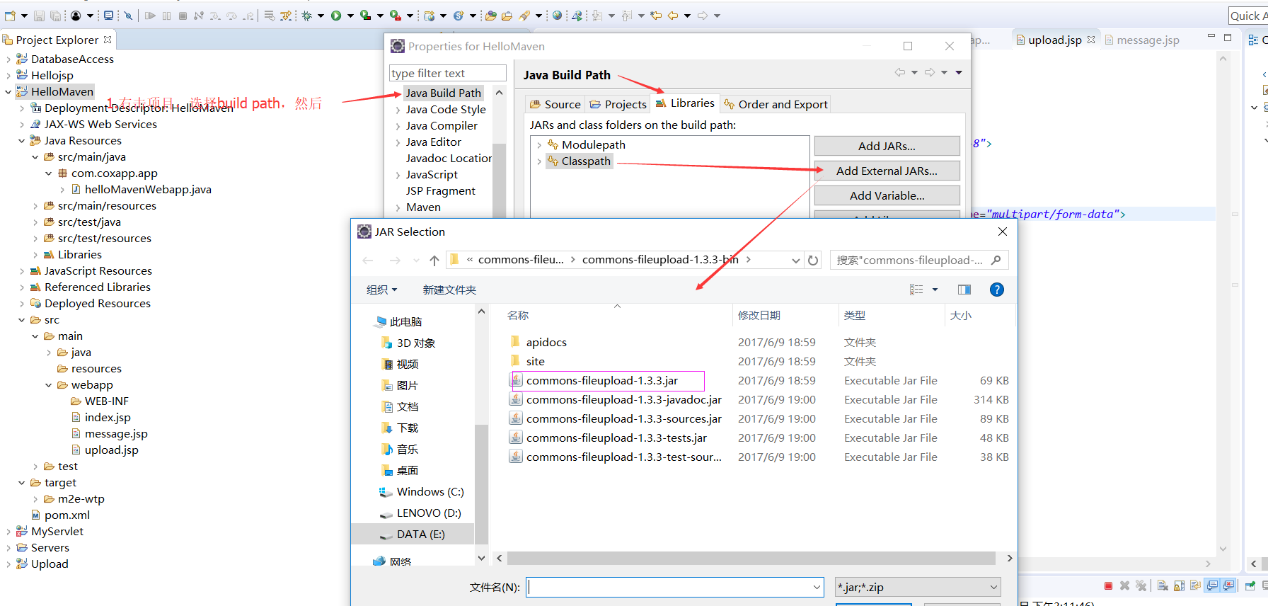 Quick A
Project Explorer
DatabaseAccess
Hellojsp
HelloMaven
1.右击项目，选择build path，然后
Deployment Descriptor: HelloMaven
JAX-WS Web Services
Java Resources
src/main/java
com.coxapp.app
helloMavenWebapp.java
src/main/resources
src/test/java
src/test/resources
Libraries
JavaScript Resources
Referenced Libraries
Deployed Resources
src
main
java
resources
webapp
WEB-INF
index.jsp
message.jsp
upload.jsp
test
target
m2e-wtp
pom.xml
MyServlet
Servers
Upload
Properties for HelloMaven
type filter text
Java Build Path
Java Code Style
Java Compiler
Java Editor
Javadoc Location
JavaScript
JSP Fragment
Maven
Java Build Path
Source
Projects
Libraries
Order and Export
JARs and class folders on the build path:
Modulepath
Classpath
Add JARs...
Add External JARs...
Add Variable...
ap...
upload.jsp
message.jsp
8">
e="multipart/form-data">
JAR Selection
« commons-fileu... › commons-fileupload-1.3.3-bin ›
搜索"commons-fileupload-...
组织
新建文件夹
此电脑
3D 对象
视频
图片
文档
下载
音乐
桌面
Windows (C:)
LENOVO (D:)
DATA (E:)
网络
名称 修改日期 类型 大小
apidocs 2017/6/9 18:59 文件夹
site 2017/6/9 18:59 文件夹
commons-fileupload-1.3.3.jar 2017/6/9 18:59 Executable Jar File 69 KB
commons-fileupload-1.3.3-javadoc.jar 2017/6/9 19:00 Executable Jar File 314 KB
commons-fileupload-1.3.3-sources.jar 2017/6/9 19:00 Executable Jar File 89 KB
commons-fileupload-1.3.3-tests.jar 2017/6/9 19:00 Executable Jar File 48 KB
commons-fileupload-1.3.3-test-sour... 2017/6/9 19:00 Executable Jar File 38 KB
文件名(N):
*.jar;*.zip